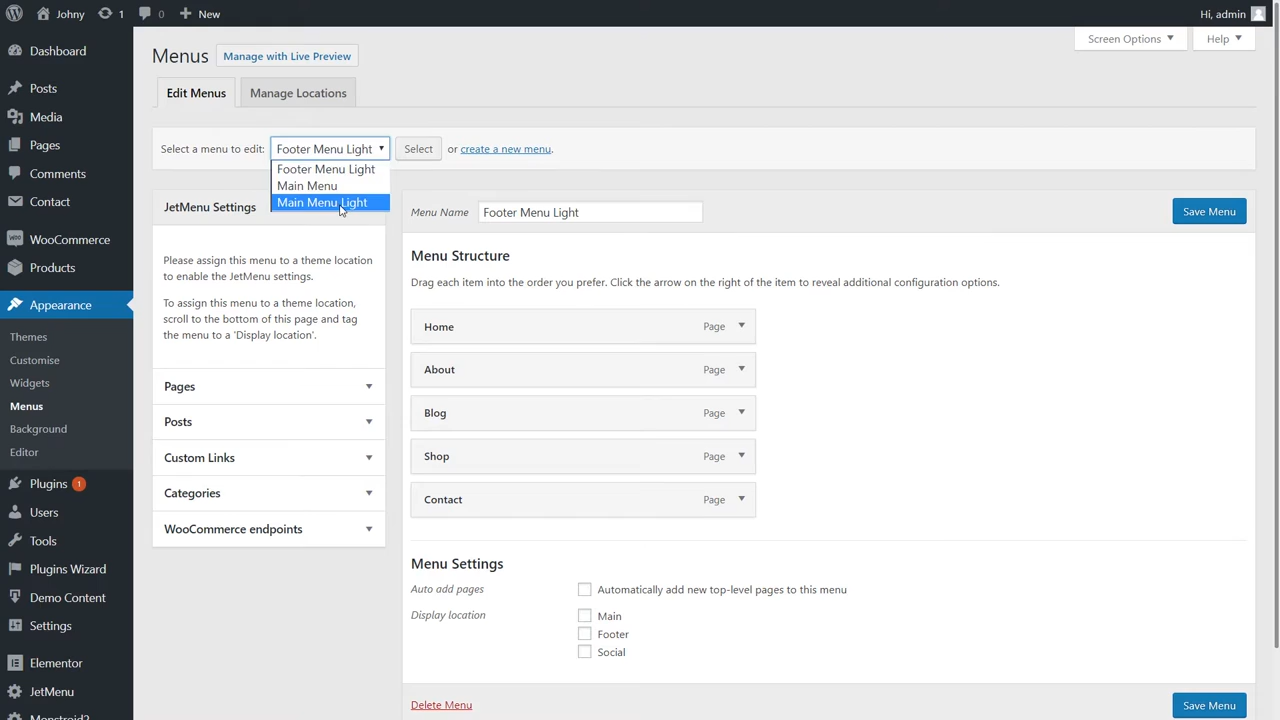 Johny
1
0
New
Hi, admin
Dashboard
Posts
Media
Pages
Comments
Contact
WooCommerce
Products
Appearance
Themes
Customise
Widgets
Menus
Background
Editor
Plugins 1
Users
Tools
Plugins Wizard
Demo Content
Settings
Elementor
JetMenu
Monstroid2
Screen Options
Help
Menus
Manage with Live Preview
Edit Menus
Manage Locations
Select a menu to edit:
Footer Menu Light
Select
or create a new menu.
Footer Menu Light
Main Menu
Main Menu Light
JetMenu Settings
Please assign this menu to a theme location
to enable the JetMenu settings.
To assign this menu to a theme location,
scroll to the bottom of this page and tag
the menu to a 'Display location'.
Pages
Posts
Custom Links
Categories
WooCommerce endpoints
Menu Name
Footer Menu Light
Save Menu
Menu Structure
Drag each item into the order you prefer. Click the arrow on the right of the item to reveal additional configuration options.
Home Page
About Page
Blog Page
Shop Page
Contact Page
Menu Settings
Auto add pages
Automatically add new top-level pages to this menu
Display location
Main
Footer
Social
Delete Menu
Save Menu